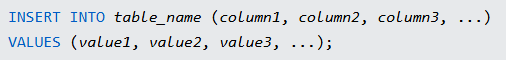 INSERT INTO table_name (column1, column2, column3, ...)
VALUES (value1, value2, value3, ...);